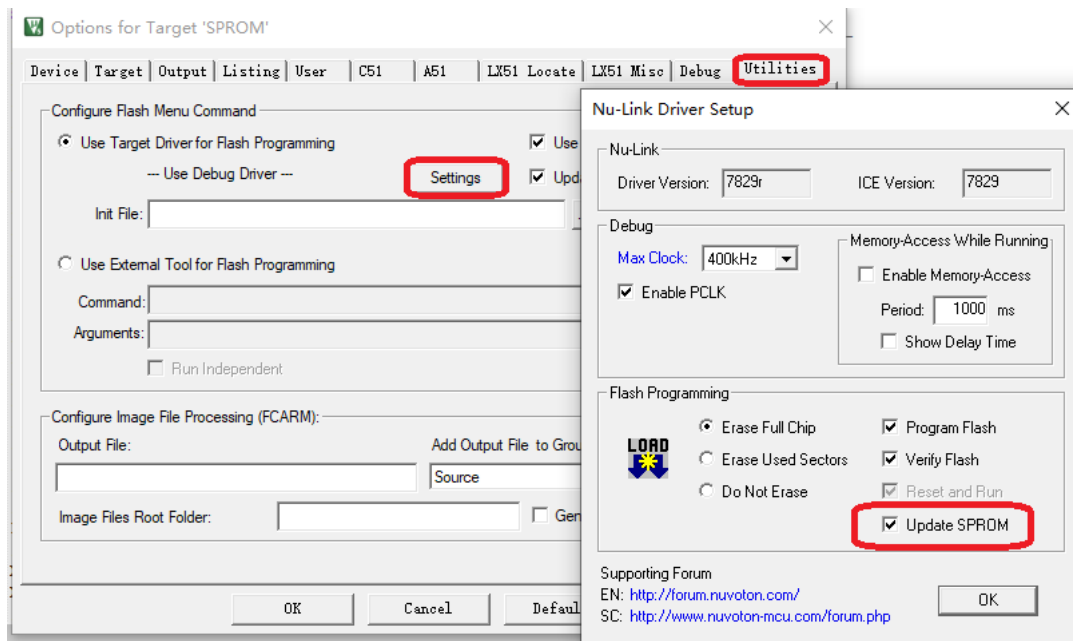 Options for Target 'SPROM'
Device Target Output Listing User C51 A51 LX51 Locate LX51 Misc Debug Utilities
Configure Flash Menu Command
Use Target Driver for Flash Programming
Use
--- Use Debug Driver ---
Settings
Init File:
Use External Tool for Flash Programming
Command:
Arguments:
Run Independent
Configure Image File Processing (FCARM):
Output File:
Add Output File to
Source
Image Files Root Folder:
OK
Cancel
Nu-Link Driver Setup
Nu-Link
Driver Version:
7829r
ICE Version:
7829
Debug
Max Clock:
400kHz
Enable PCLK
Memory-Access While Running
Enable Memory-Access
Period:
1000 ms
Show Delay Time
Flash Programming
LOAD
Erase Full Chip
Erase Used Sectors
Do Not Erase
Program Flash
Verify Flash
Reset and Run
Update SPROM
Supporting Forum
EN: http://forum.nuvoton.com/
SC: http://www.nuvoton-mcu.com/forum.php
OK